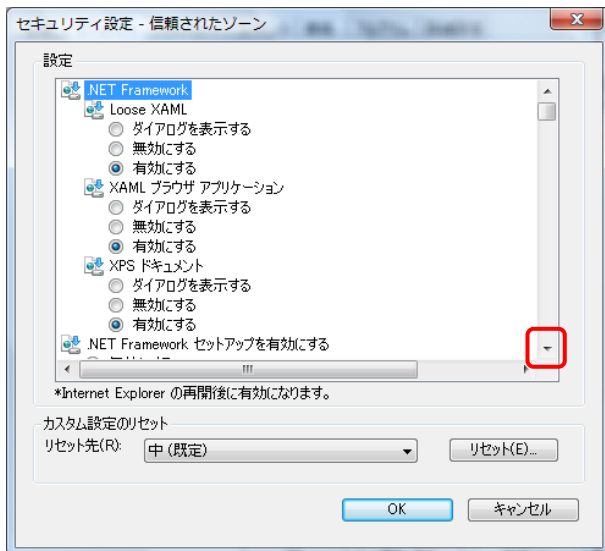 セキュリティ設定 - 信頼されたゾーン
設定
.NET Framework
Loose XAML
ダイアログを表示する
無効にする
有効にする
XAML ブラウザ アプリケーション
ダイアログを表示する
無効にする
有効にする
XPS ドキュメント
ダイアログを表示する
無効にする
有効にする
.NET Framework セットアップを有効にする
*Internet Explorer の再開後に有効になります。
カスタム設定のリセット
リセット先(R): 中 (既定) リセット(E)...
OK キャンセル